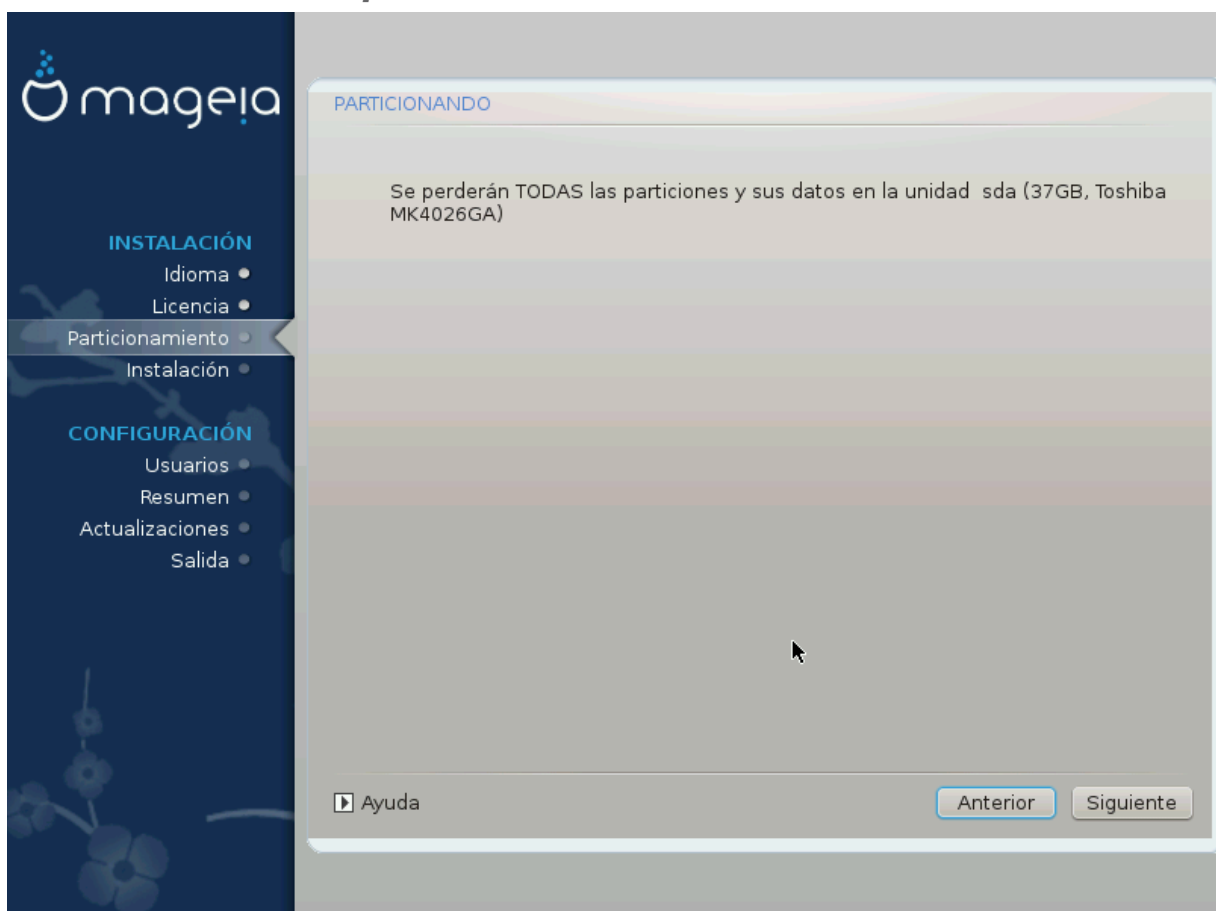 mageia
INSTALACIÓN
Idioma
Licencia
Particionamiento
Instalación
CONFIGURACIÓN
Usuarios
Resumen
Actualizaciones
Salida
PARTICIONANDO
Se perderán TODAS las particiones y sus datos en la unidad sda (37GB, Toshiba
MK4026GA)
Ayuda
Anterior
Siguiente